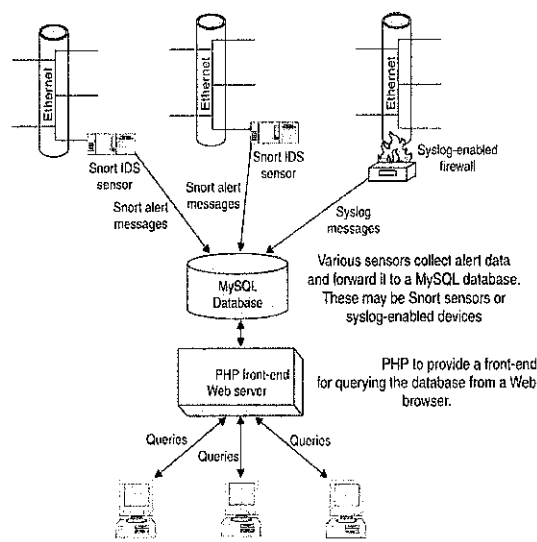 Ethernet
Ethernet
Ethernet
Snort IDS
sensor
Snort IDS
sensor
Syslog-enabled
firewall
Snort alert
messages
Snort alert
messages
Syslog
messages
MySQL
Database
Various sensors collect alert data
and forward it to a MySQL database.
These may be Snort sensors or
syslog-enabled devices
PHP front-end
Web server
PHP to provide a front-end
for querying the database from a Web
browser.
Queries
Queries
Queries